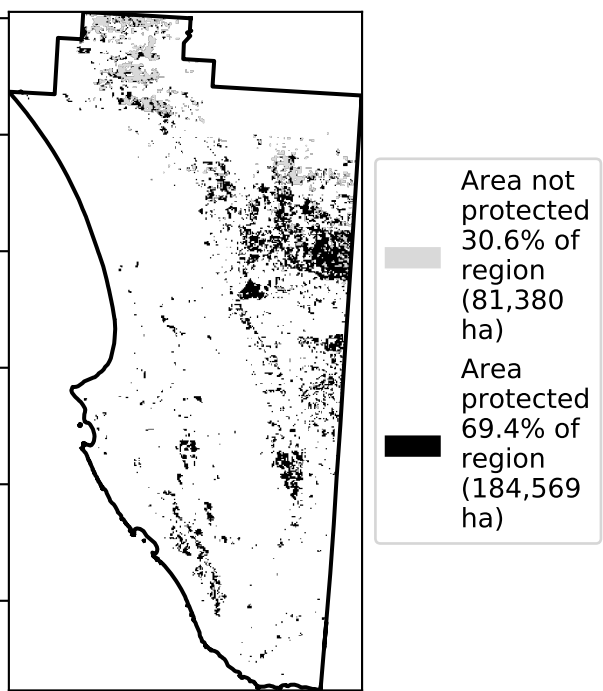 Area not
protected
30.6% of
region
(81,380
ha)
Area
protected
69.4% of
region
(184,569
ha)